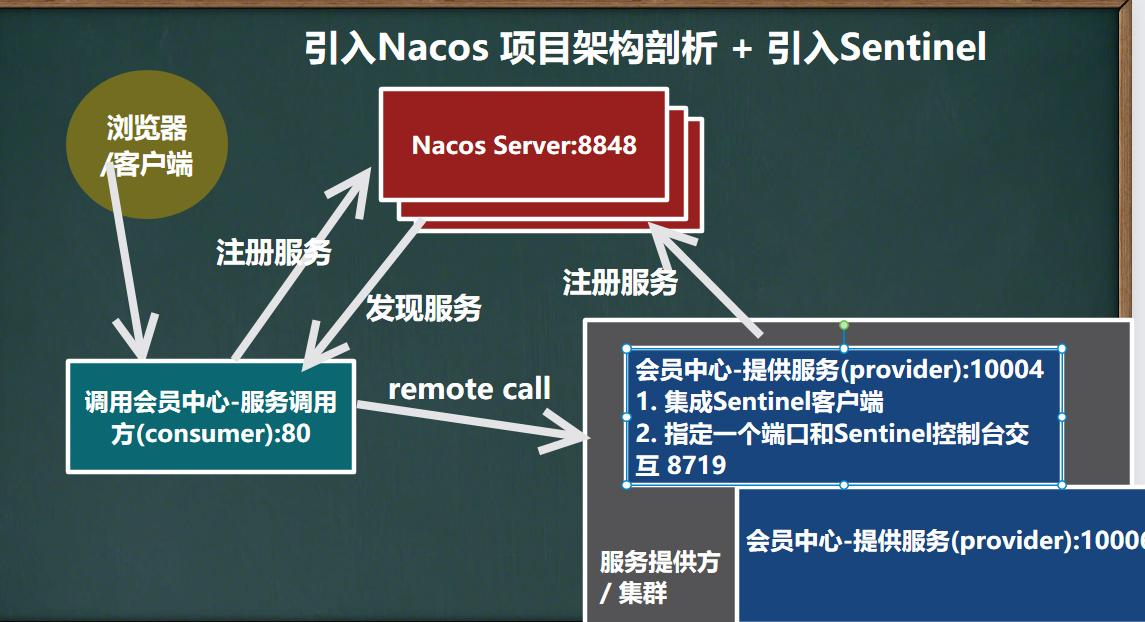 引入Nacos 项目架构剖析 + 引入Sentinel
浏览器
/客户端
Nacos Server:8848
注册服务
发现服务
注册服务
调用会员中心-服务调用
方(consumer):80
remote call
会员中心-提供服务(provider):10004
1. 集成Sentinel客户端
2. 指定一个端口和Sentinel控制台交
互 8719
会员中心-提供服务(provider):10006
服务提供方
/ 集群